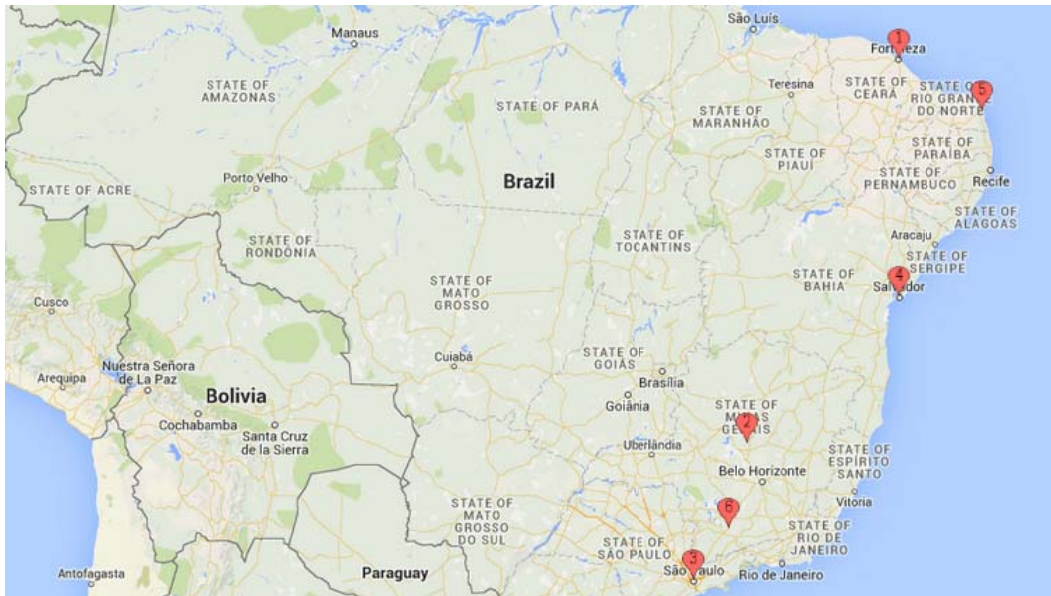 São Luís
Manaus
1
Fortaleza
STATE OF
AMAZONAS
STATE OF PARÁ
Teresina
STATE OF
CEARÁ
STATE OF
RIO GRANDE
DO NORTE
5
STATE OF
MARANHÃO
STATE OF
PIAUÍ
STATE OF
PARAÍBA
STATE OF
PERNAMBUCO
Recife
STATE OF ACRE
Porto Velho
Brazil
STATE OF
ALAGOAS
STATE OF
RONDÔNIA
STATE OF
TOCANTINS
Aracaju
STATE OF
SERGIPE
STATE OF
MATO
GROSSO
STATE OF
BAHIA
4
Salvador
Cusco
Nuestra Señora
de La Paz
Arequipa
Cuiabá
STATE OF
GOIÁS
Brasília
Bolivia
Goiânia
Cochabamba
Santa Cruz
de la Sierra
STATE OF
MINAS
GERAIS
2
Uberlândia
Belo Horizonte
STATE OF
ESPÍRITO
SANTO
Vitoria
STATE OF
MATO
GROSSO
DO SUL
6
STATE OF
SÃO PAULO
STATE OF
RIO DE
JANEIRO
3
São Paulo
Rio de Janeiro
Antofagasta
Paraguay